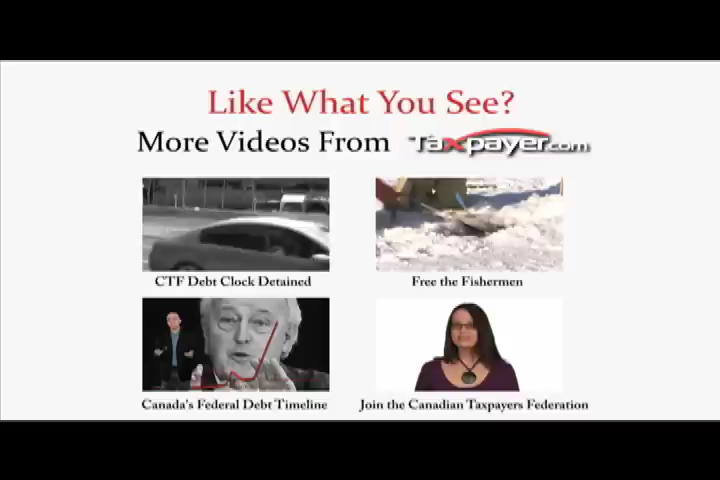 Like What You See?
More Videos From Taxpayer.com
CTF Debt Clock Detained
Free the Fishermen
Canada's Federal Debt Timeline
Join the Canadian Taxpayers Federation